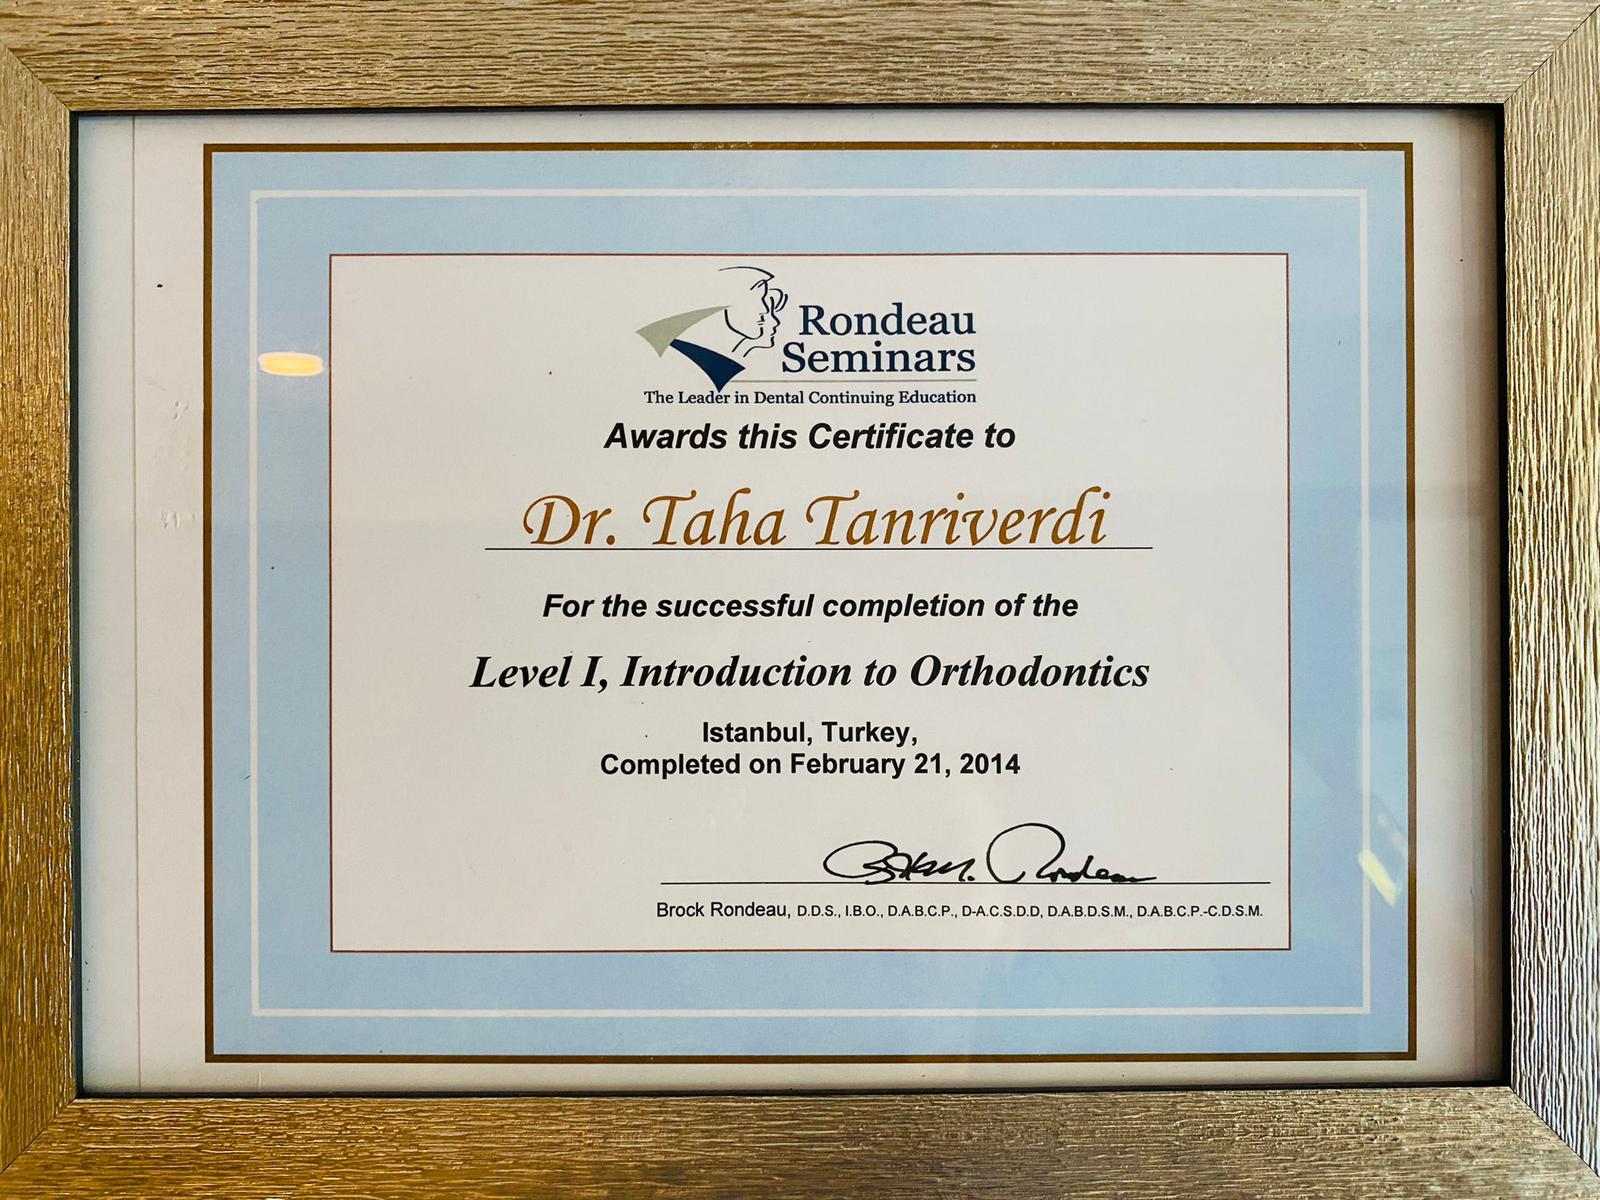 Rondeau
Seminars
The Leader in Dental Continuing Education
Awards this Certificate to
Dr. Taha Tanriverdi
For the successful completion of the
Level I, Introduction to Orthodontics
Istanbul, Turkey,
Completed on February 21, 2014
Brock Rondeau, D.D.S., I.B.O., D.A.B.C.P., D-A.C.S.D.D, D.A.B.D.S.M., D.A.B.C.P.-C.D.S.M.